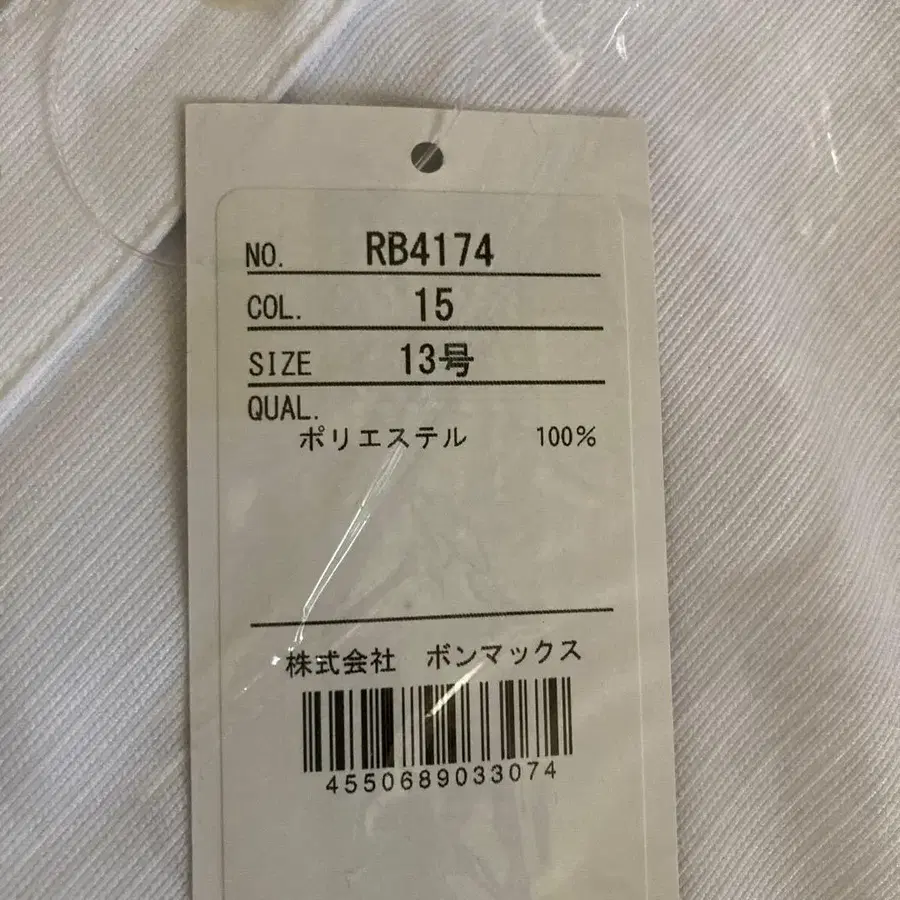 NO. RB4174
COL. 15
SIZE 13号
QUAL.
ポリエステル 100%
株式会社 ボンマックス
4550689033074